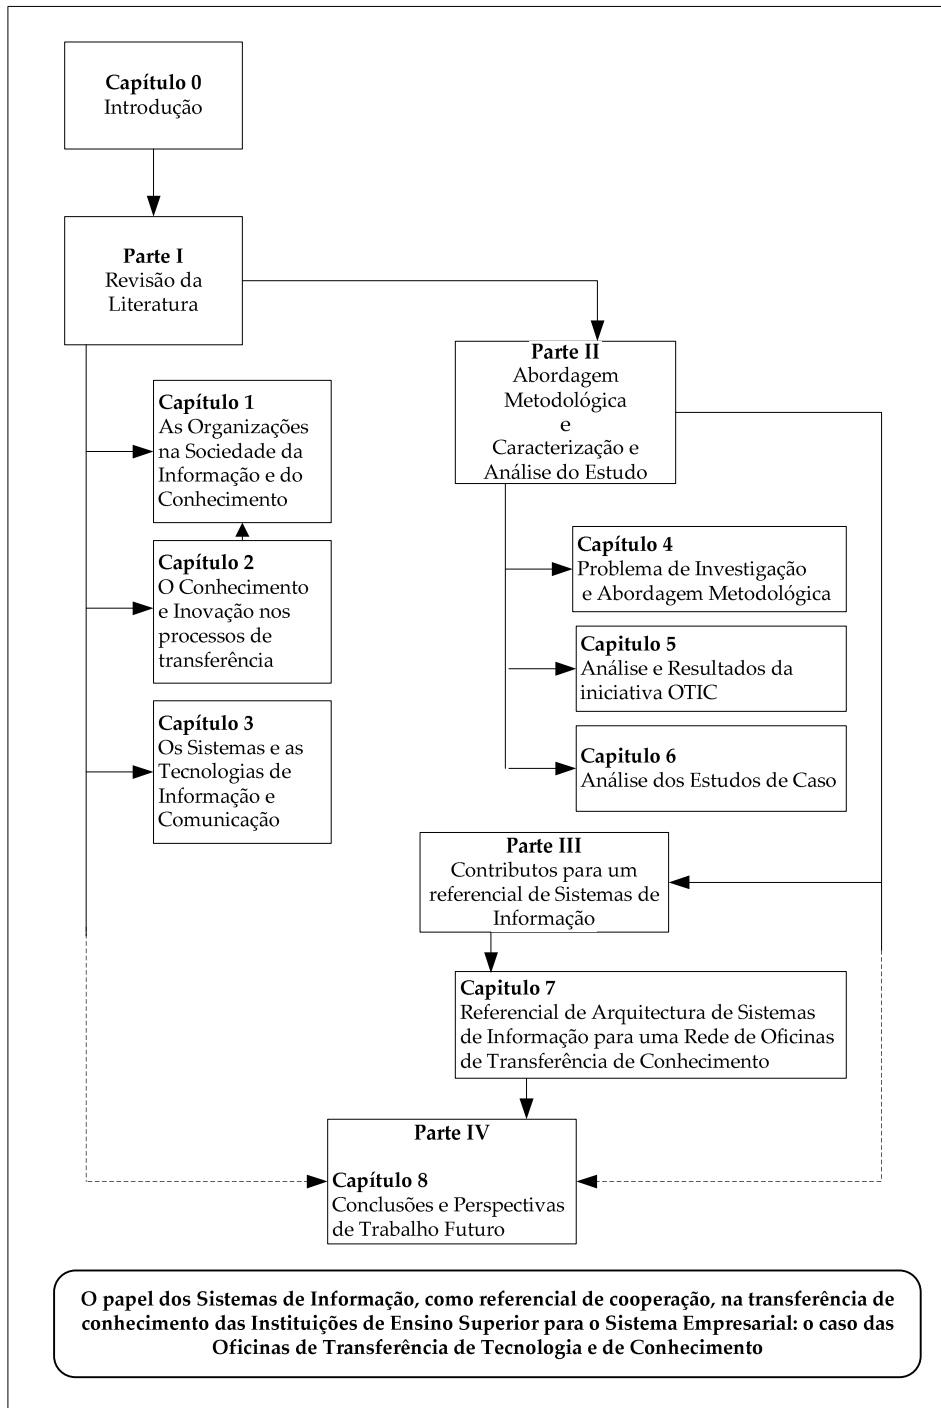 Capítulo 0
Introdução
Parte I
Revisão da
Literatura
Capítulo 1
As Organizações
na Sociedade da
Informação e do
Conhecimento
Capítulo 2
O Conhecimento
e Inovação nos
processos de
transferência
Capítulo 3
Os Sistemas e as
Tecnologias de
Informação e
Comunicação
Parte II
Abordagem
Metodológica
e
Caracterização e
Análise do Estudo
Capítulo 4
Problema de Investigação
e Abordagem Metodológica
Capitulo 5
Análise e Resultados da
iniciativa OTIC
Capitulo 6
Análise dos Estudos de Caso
Parte III
Contributos para um
referencial de Sistemas de
Informação
Capitulo 7
Referencial de Arquitectura de Sistemas
de Informação para uma Rede de Oficinas
de Transferência de Conhecimento
Parte IV
Capítulo 8
Conclusões e Perspectivas
de Trabalho Futuro
O papel dos Sistemas de Informação, como referencial de cooperação, na transferência de
conhecimento das Instituições de Ensino Superior para o Sistema Empresarial: o caso das
Oficinas de Transferência de Tecnologia e de Conhecimento